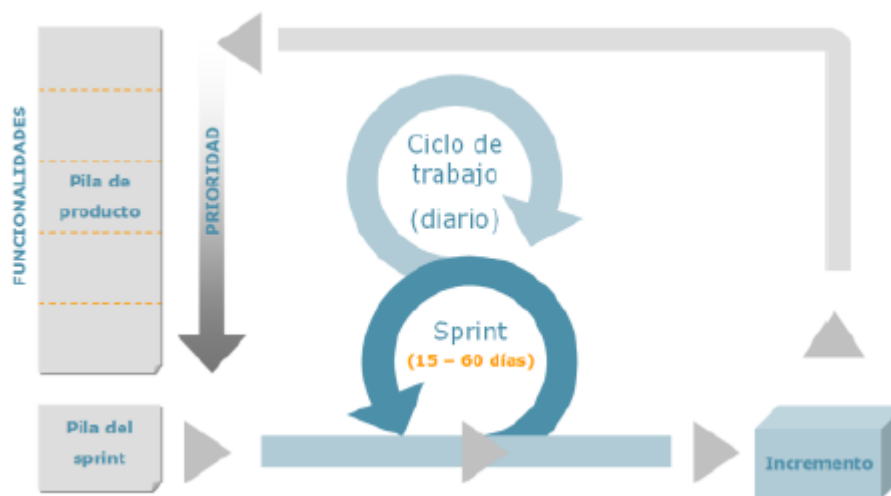 FUNCIONALIDADES
Pila de
producto
PRIORIDAD
Ciclo de
trabajo
(diario)
Sprint
(15 – 60 días)
Pila del
sprint
Incremento